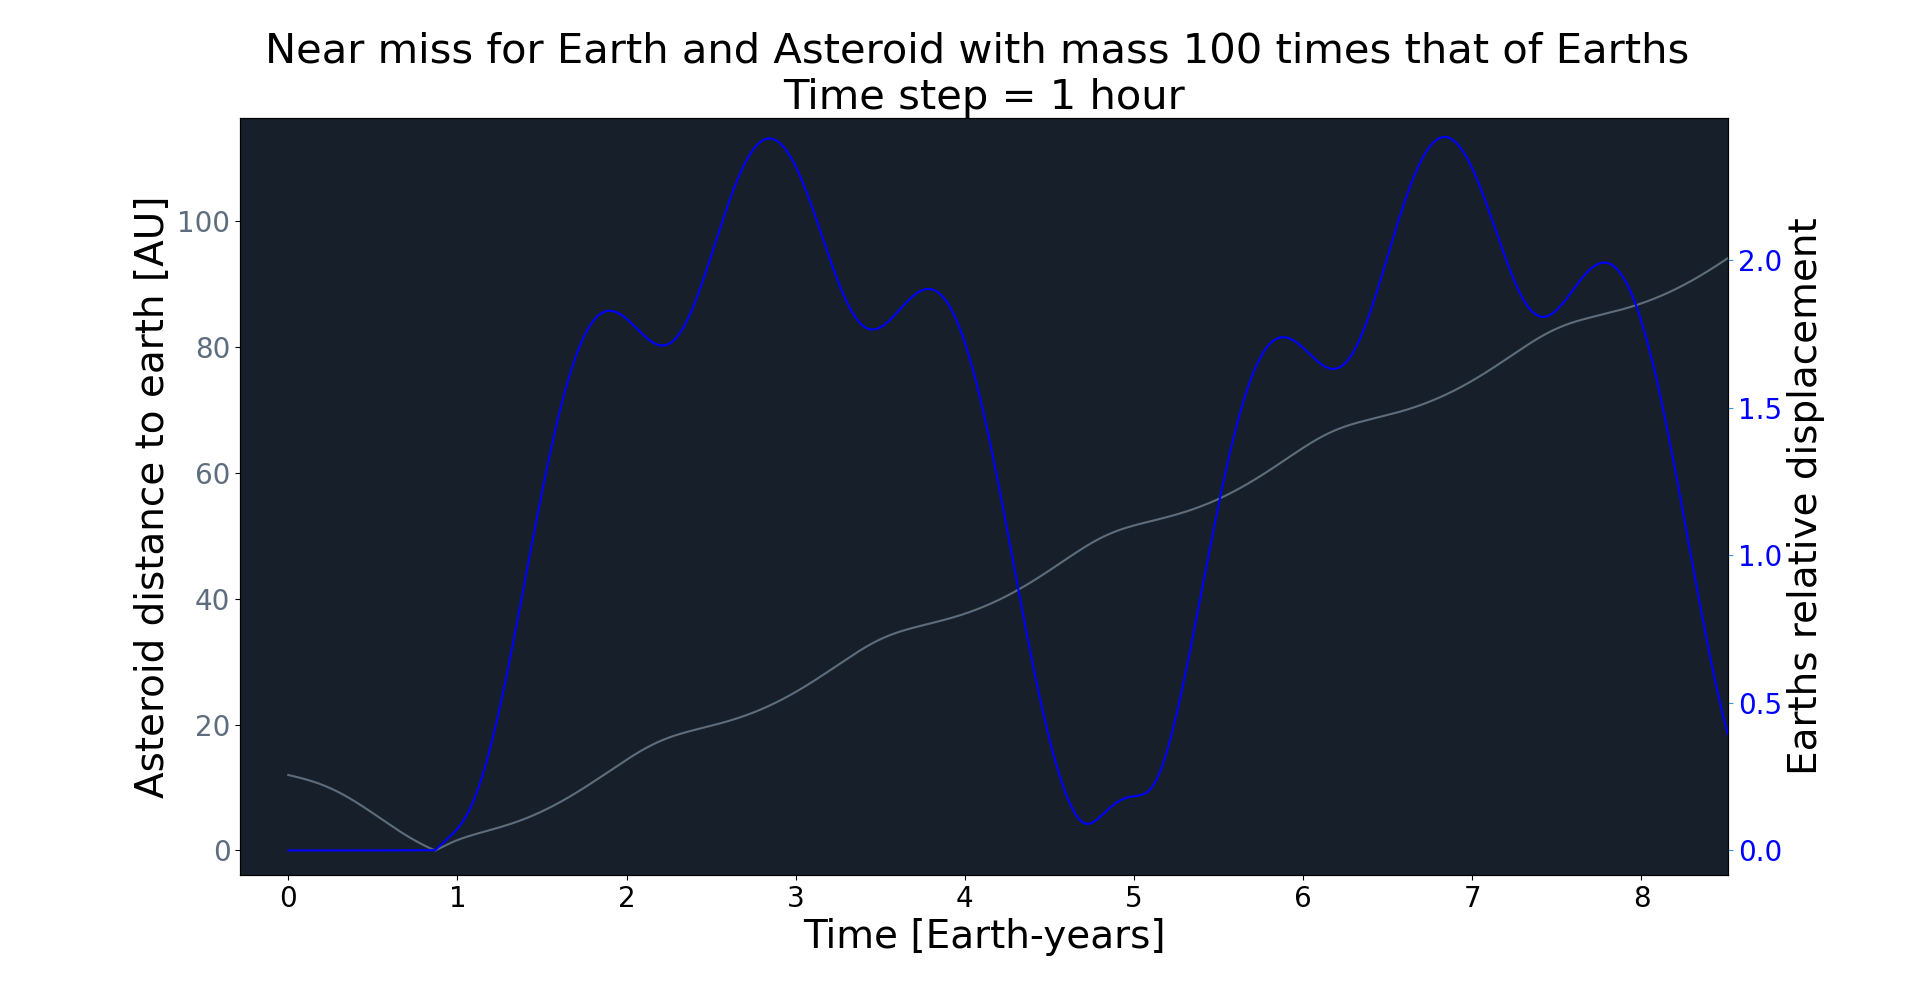 Near miss for Earth and Asteroid with mass 100 times that of Earths
Time step = 1 hour
Asteroid distance to earth [AU]
100
80
60
40
20
0
Earths relative displacement
2.0
1.5
1.0
0.5
0.0
0 1 2 3 4 5 6 7 8
Time [Earth-years]